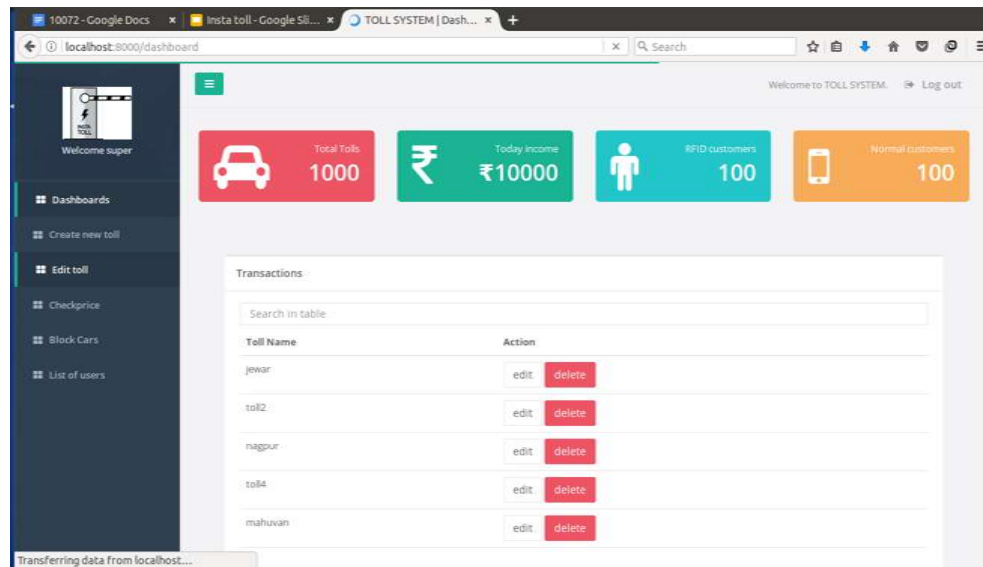 10072 - Google Docs
Insta toll - Google Sli...
TOLL SYSTEM | Dash...
localhost:8000/dashboard
Search
INSTA
TOLL
Welcome super
Dashboards
Create new toll
Edit toll
Checkprice
Block Cars
List of users
Welcome to TOLL SYSTEM.
Log out
Total Tolls
1000
Today income
₹10000
RFID customers
100
Normal customers
100
Transactions
Search in table
Toll Name Action
jewar edit delete
toll2 edit delete
nagpur edit delete
toll4 edit delete
mahuvan edit delete
Transferring data from localhost...